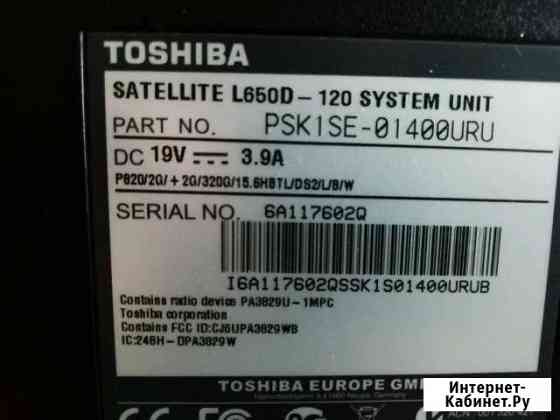 TOSHIBA
SATELLITE L650D-120 SYSTEM UNIT
PART NO. PSK1SE-01400URU
DC 19V 3.9A
P820/2G/+2G/320G/15.6HBTL/DS2/L/B/W
SERIAL NO. 6A117602Q
I6A117602QSSK1S01400URUB
Contains radio device PA3829U-1MPC
Toshiba corporation
Contains FCC ID:CJ6UPA3829WB
IC:248H-DPA3829W
TOSHIBA EUROPE GM
Интернет-
Кабинет.Ру